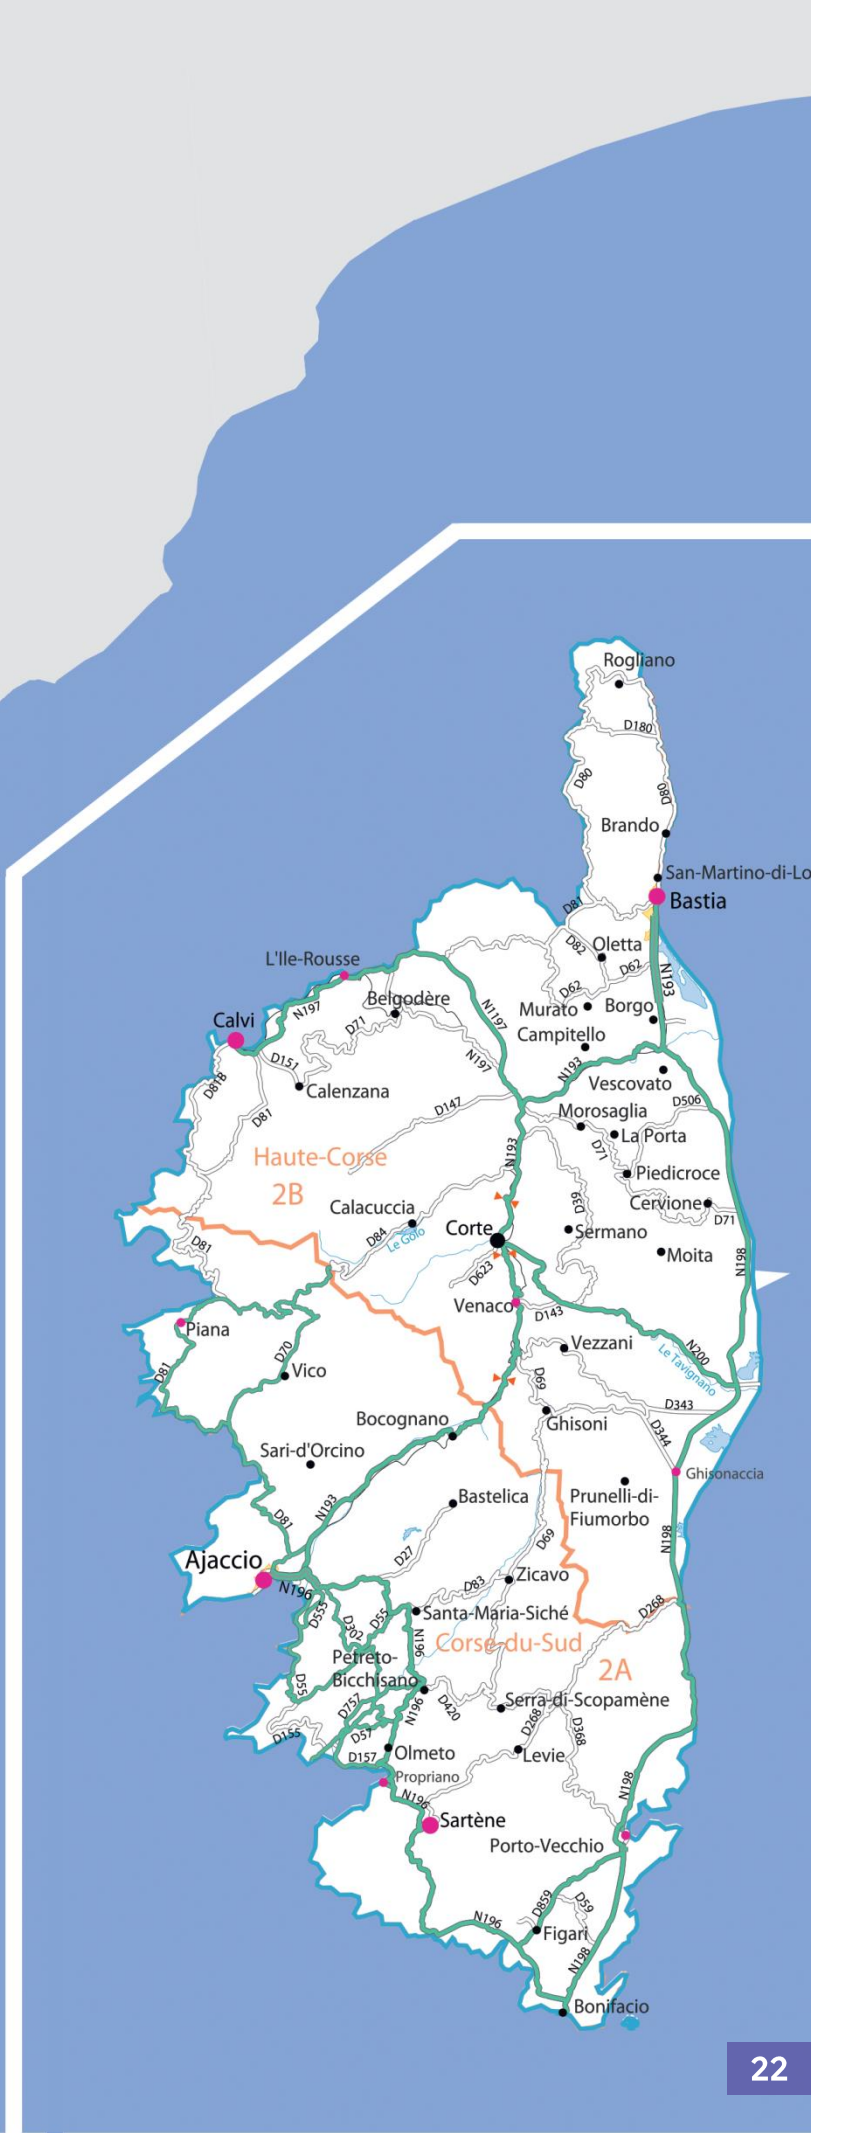 Rogliano
D180
D80
D80
Brando
San-Martino-di-Lo
Bastia
D81
D82
Oletta
D62
N193
L'Ile-Rousse
D62
Belgodère
N197
N1197
Murato
Borgo
Calvi
D71
Campitello
D151
N197
N193
D81B
Calenzana
Vescovato
D147
D506
D81
Morosaglia
La Porta
N193
D71
Haute-Corse
2B
Piedicroce
Calacuccia
D39
Cervione
D71
D84
Le Golo
Corte
Sermano
D81
Moita
N198
D623
Venaco
D143
Piana
D70
Vezzani
N200
Le Tavignano
D81
Vico
D69
D343
Bocognano
Ghisoni
D344
Sari-d'Orcino
Ghisonaccia
Bastelica
Prunelli-di-
Fiumorbo
N193
D81
D69
N198
D27
Ajaccio
N196
D83
Zicavo
D555
D302
D55
Santa-Maria-Siché
D268
N196
Corse-du-Sud
2A
Petreto-
Bicchisano
D55
D757
N196
D420
Serra-di-Scopamène
D155
D57
D268
D368
D157
Olmeto
Levie
Propriano
N196
N198
Sartène
Porto-Vecchio
D859
D59
N196
Figari
N198
Bonifacio
22